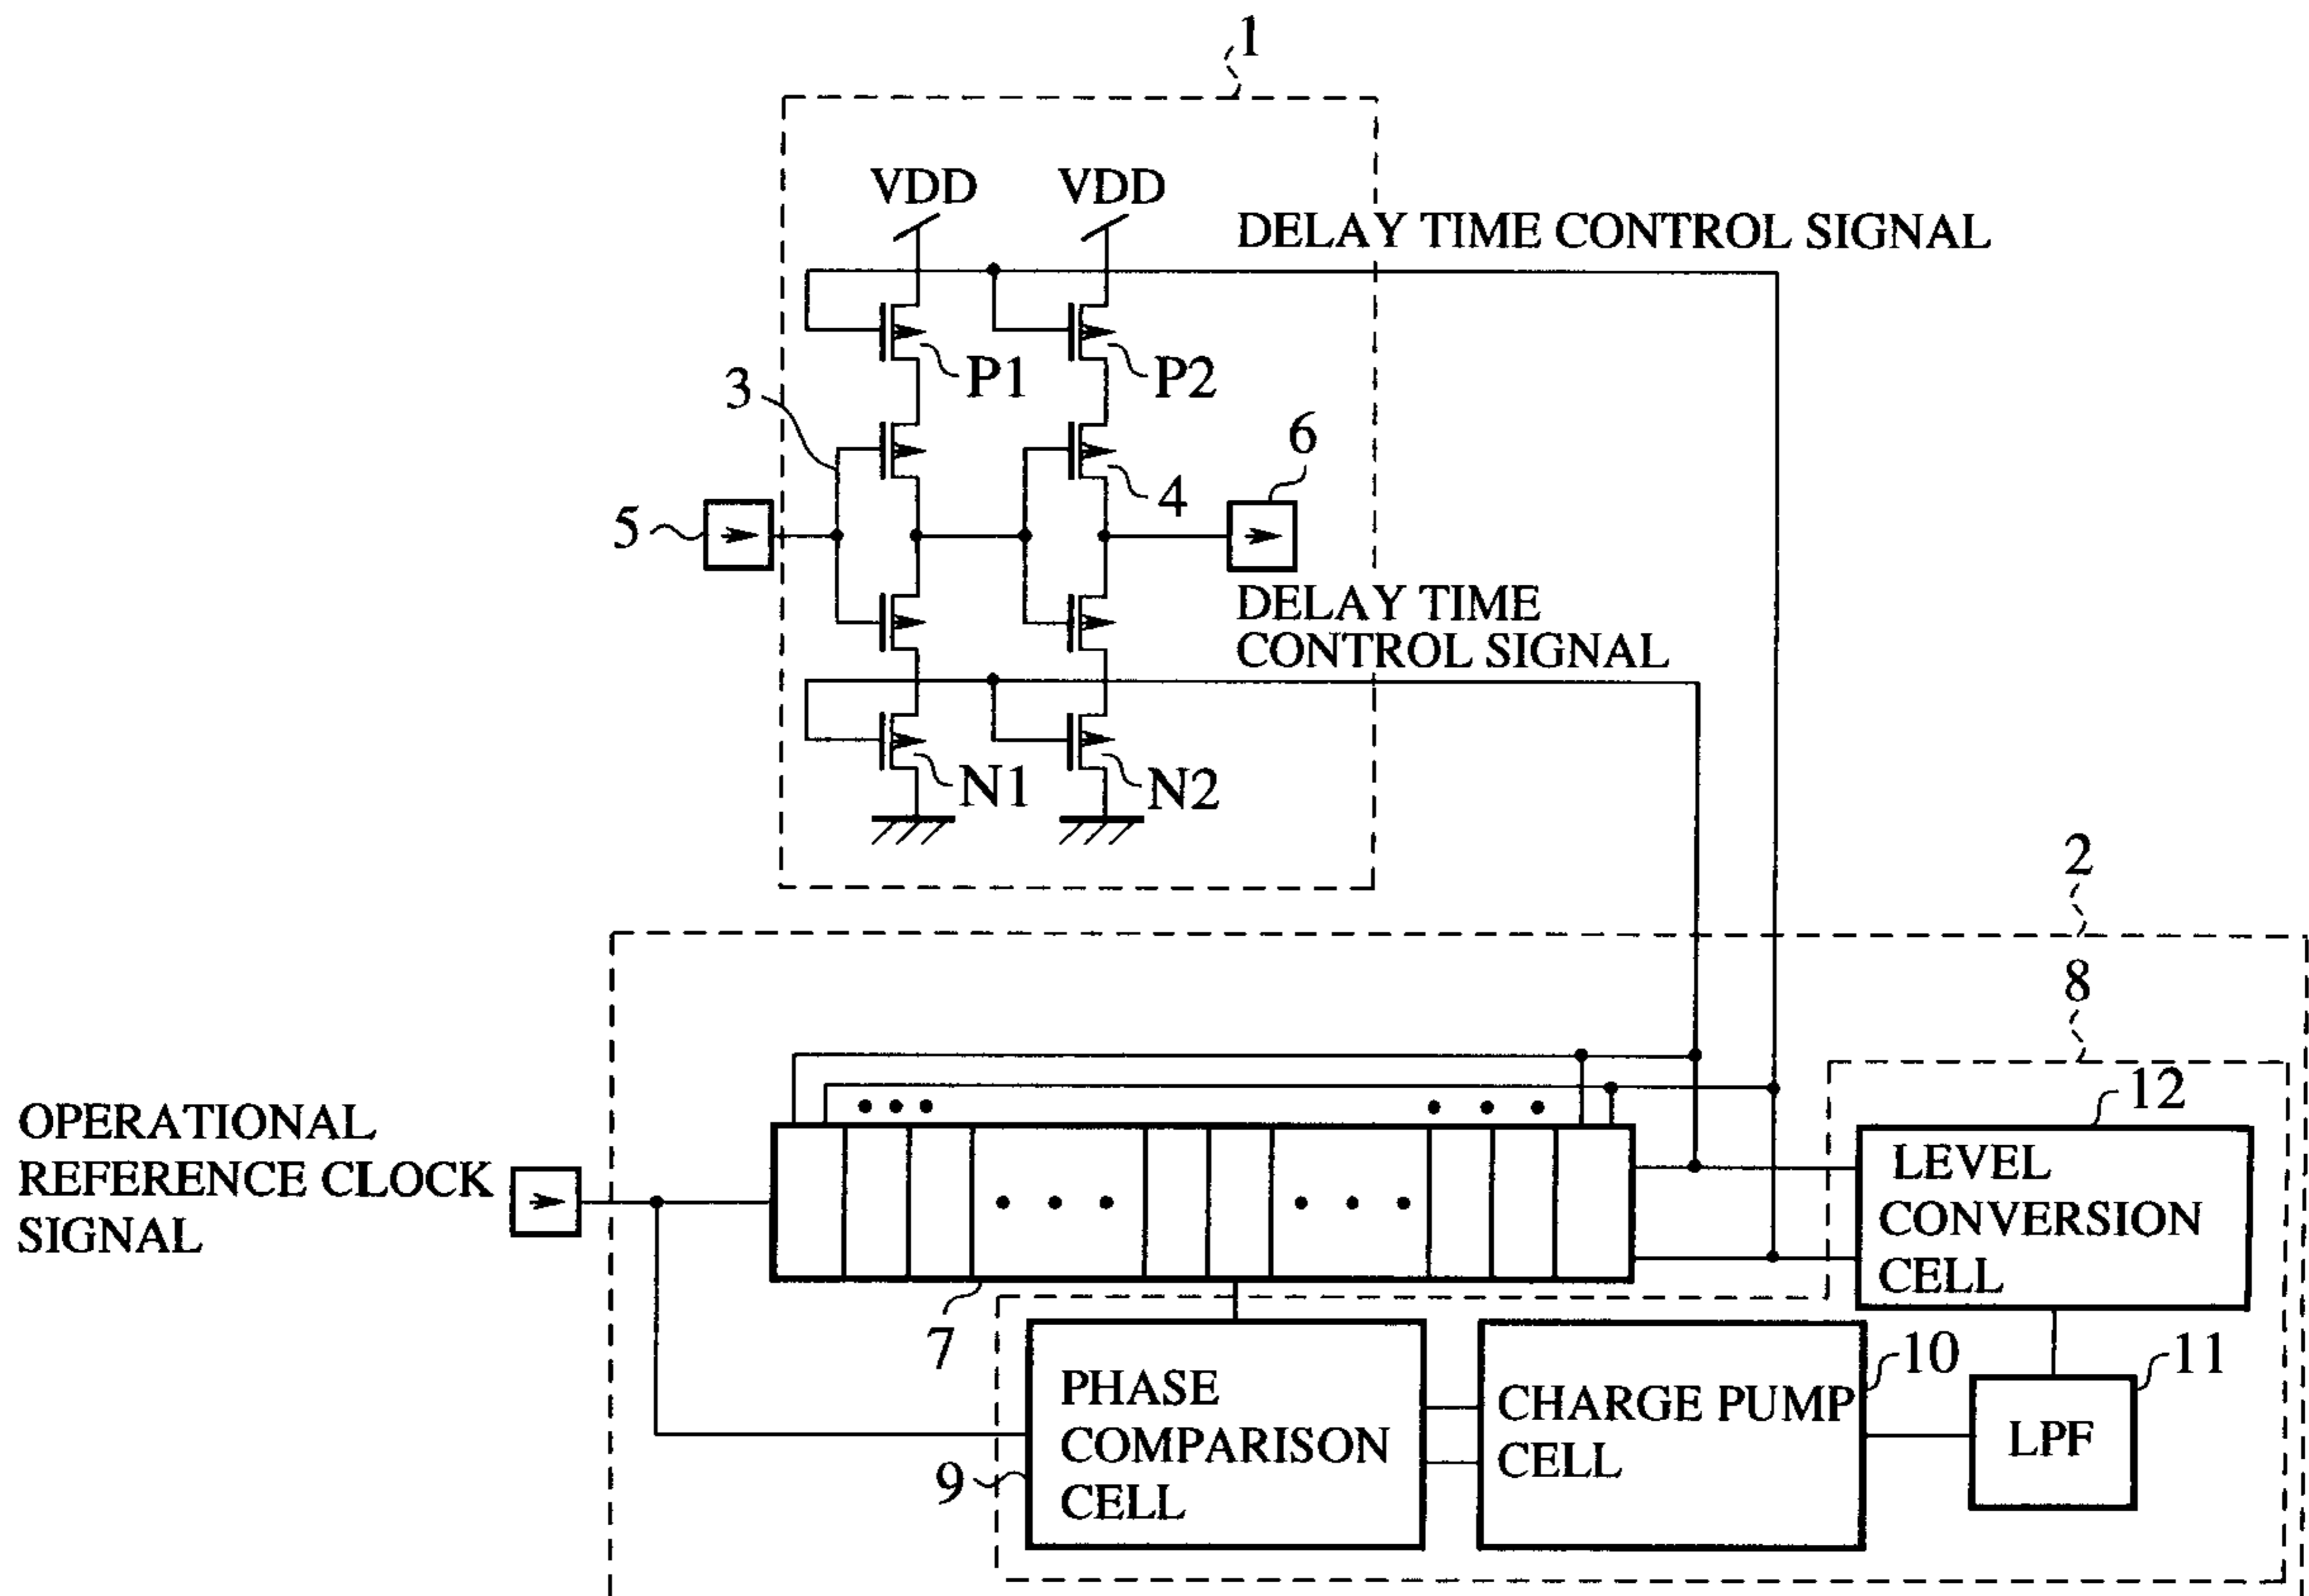 1
VDD
VDD
DELAY TIME CONTROL SIGNAL
P1
P2
3
6
4
5
DELAY TIME
CONTROL SIGNAL
N1
N2
2
8
12
OPERATIONAL
REFERENCE CLOCK
SIGNAL
LEVEL
CONVERSION
CELL
7
10
11
PHASE
COMPARISON
CELL
CHARGE PUMP
CELL
LPF
9